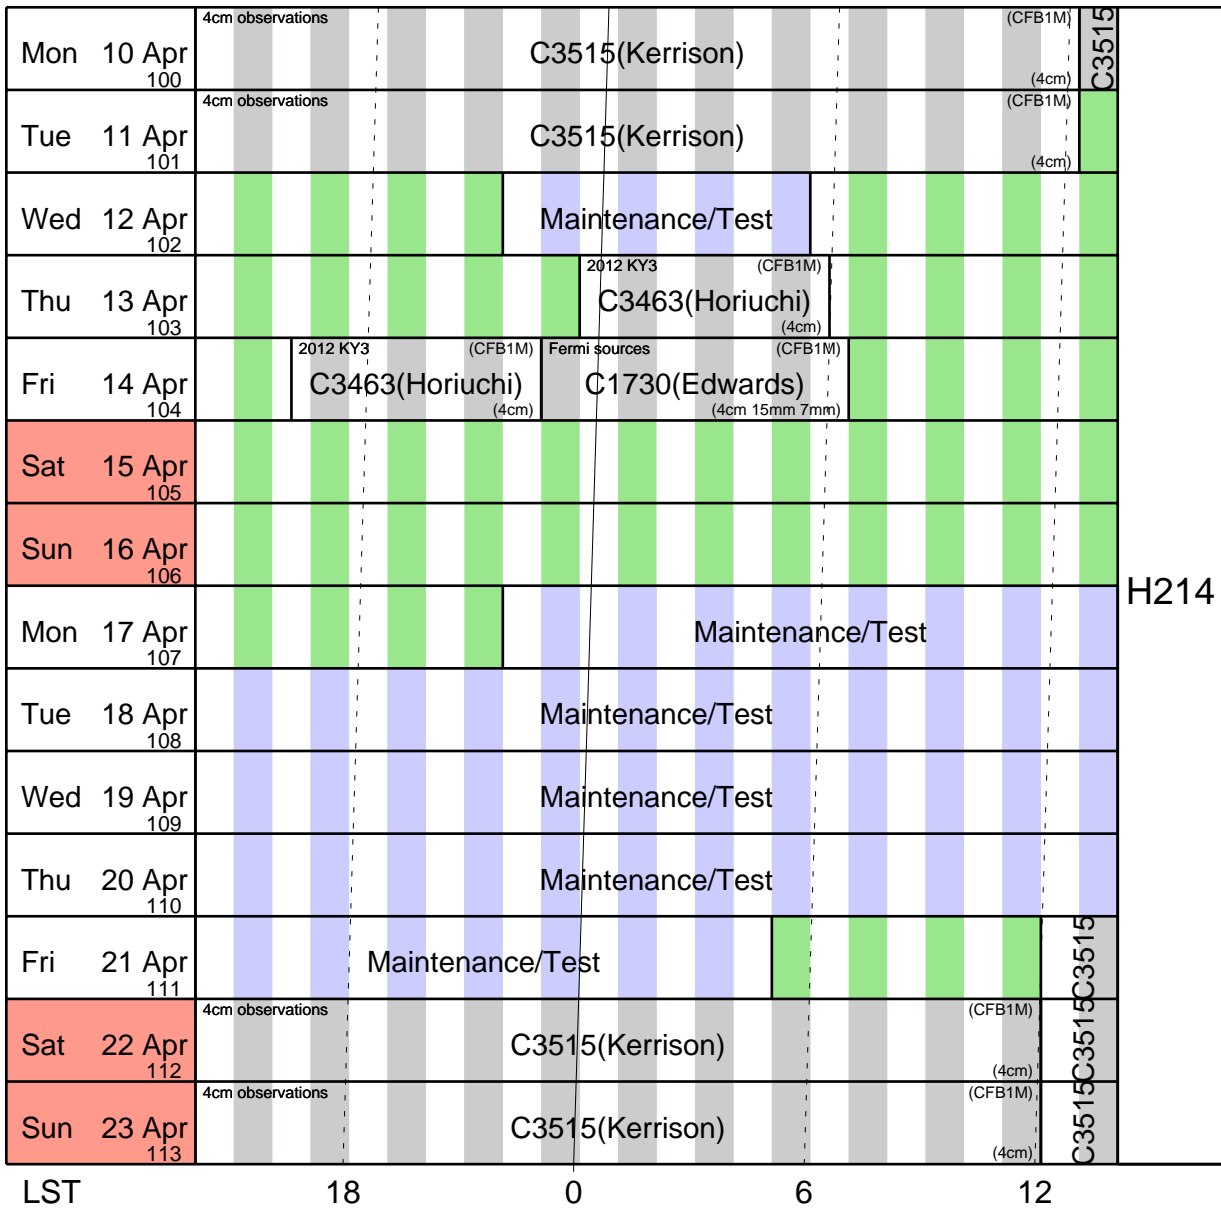 4cm observations (CFB1M)
Mon 10 Apr C3515(Kerrison) C3515
100 (4cm)
4cm observations (CFB1M)
Tue 11 Apr C3515(Kerrison)
101 (4cm)
Wed 12 Apr Maintenance/Test
102
2012 KY3 (CFB1M)
Thu 13 Apr C3463(Horiuchi)
103 (4cm)
2012 KY3 (CFB1M) Fermi sources (CFB1M)
Fri 14 Apr C3463(Horiuchi) C1730(Edwards)
104 (4cm) (4cm 15mm 7mm)
Sat 15 Apr
105
Sun 16 Apr
106
H214
Mon 17 Apr Maintenance/Test
107
Tue 18 Apr Maintenance/Test
108
Wed 19 Apr Maintenance/Test
109
Thu 20 Apr Maintenance/Test
110
Fri 21 Apr Maintenance/Test C3515
111
4cm observations (CFB1M)
Sat 22 Apr C3515(Kerrison) C3515
112 (4cm)
4cm observations (CFB1M)
Sun 23 Apr C3515(Kerrison) C3515
113 (4cm)
LST 18 0 6 12